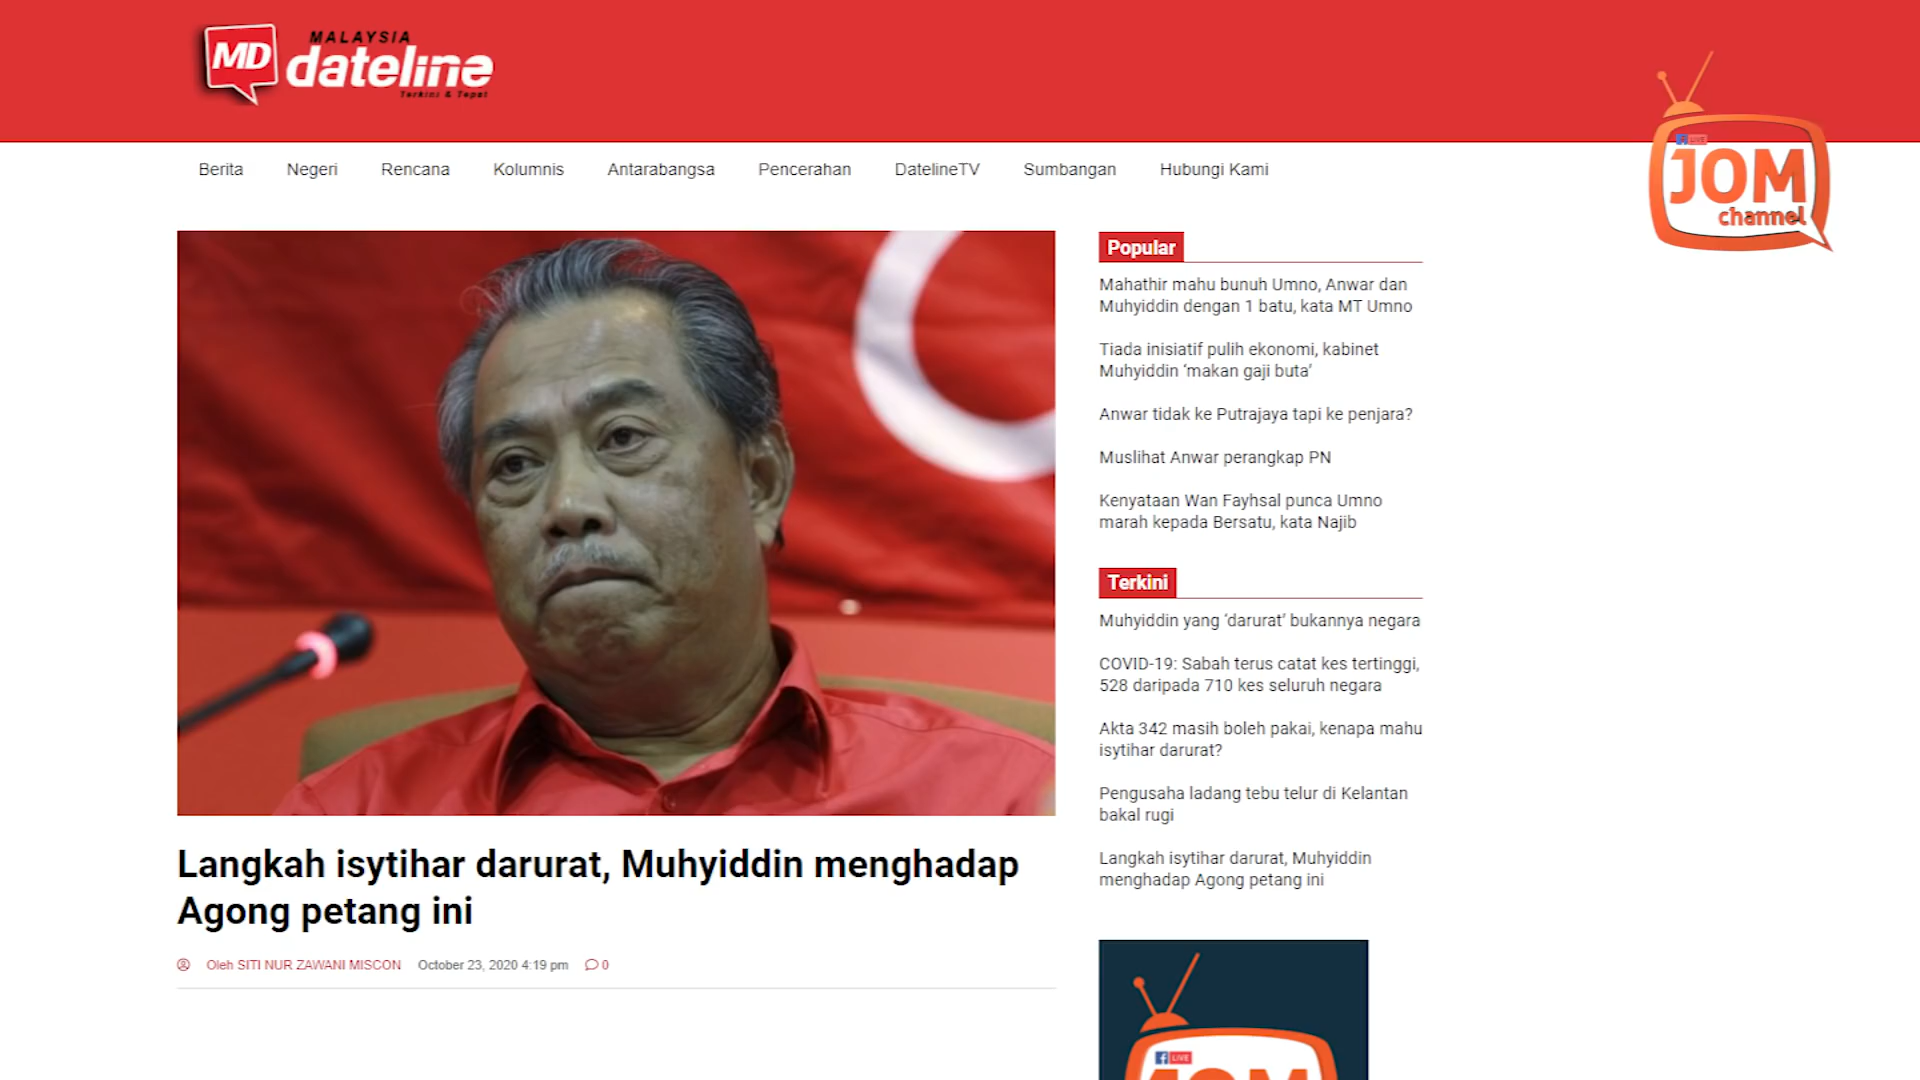 MD
MALAYSIA
dateline
Terkini & Tepat
LIVE
JOM
channel
Berita
Negeri
Rencana
Kolumnis
Antarabangsa
Pencerahan
DatelineTV
Sumbangan
Hubungi Kami
Langkah isytihar darurat, Muhyiddin menghadap
Agong petang ini
Oleh SITI NUR ZAWANI MISCON October 23, 2020 4:19 pm 0
Popular
Mahathir mahu bunuh Umno, Anwar dan
Muhyiddin dengan 1 batu, kata MT Umno
Tiada inisiatif pulih ekonomi, kabinet
Muhyiddin ‘makan gaji buta’
Anwar tidak ke Putrajaya tapi ke penjara?
Muslihat Anwar perangkap PN
Kenyataan Wan Fayhsal punca Umno
marah kepada Bersatu, kata Najib
Terkini
Muhyiddin yang ‘darurat’ bukannya negara
COVID-19: Sabah terus catat kes tertinggi,
528 daripada 710 kes seluruh negara
Akta 342 masih boleh pakai, kenapa mahu
isytihar darurat?
Pengusaha ladang tebu telur di Kelantan
bakal rugi
Langkah isytihar darurat, Muhyiddin
menghadap Agong petang ini
f LIVE
JOM